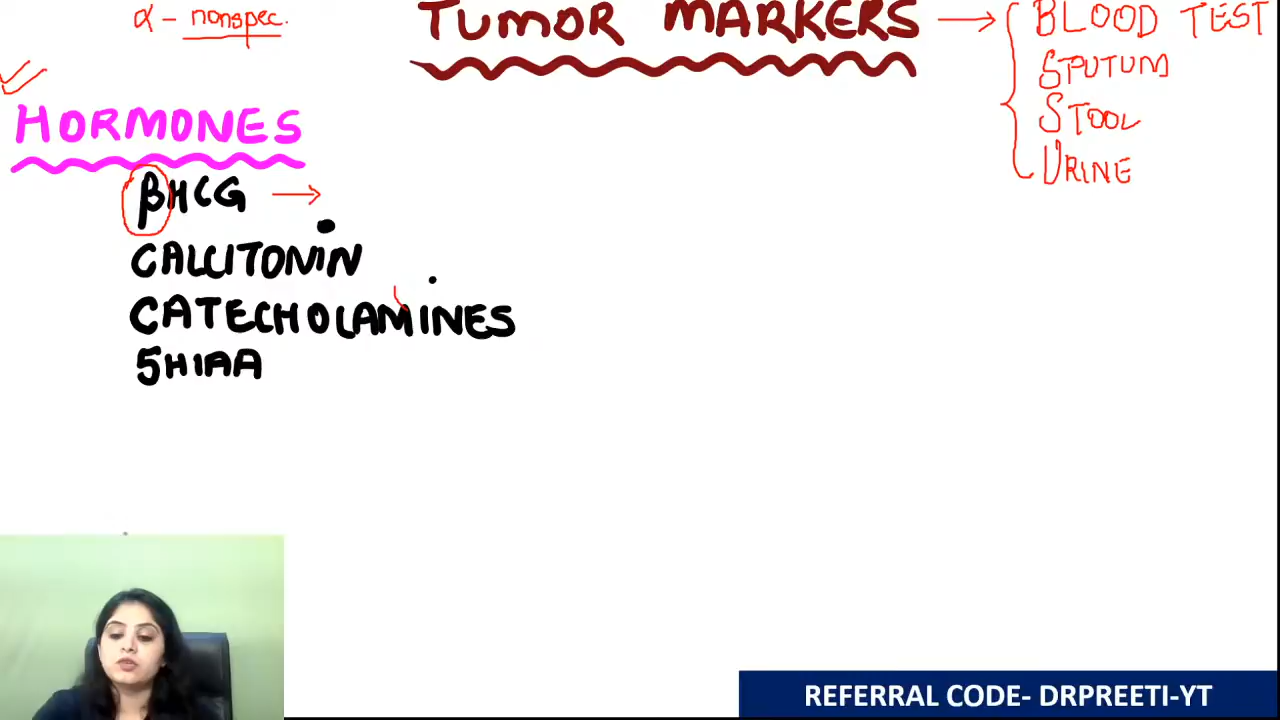 α - nonspec.
TUMOR MARKERS → { BLOOD TEST
SPUTUM
STOOL
URINE
HORMONES
βHCG →
CALCITONIN
CATECHOLAMINES
5HIAA
REFERRAL CODE- DRPREETI-YT